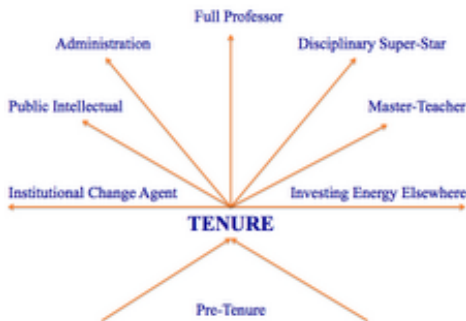 Full Professor
Administration
Disciplinary Super-Star
Public Intellectual
Master-Teacher
Institutional Change Agent
Investing Energy Elsewhere
TENURE
Pre-Tenure